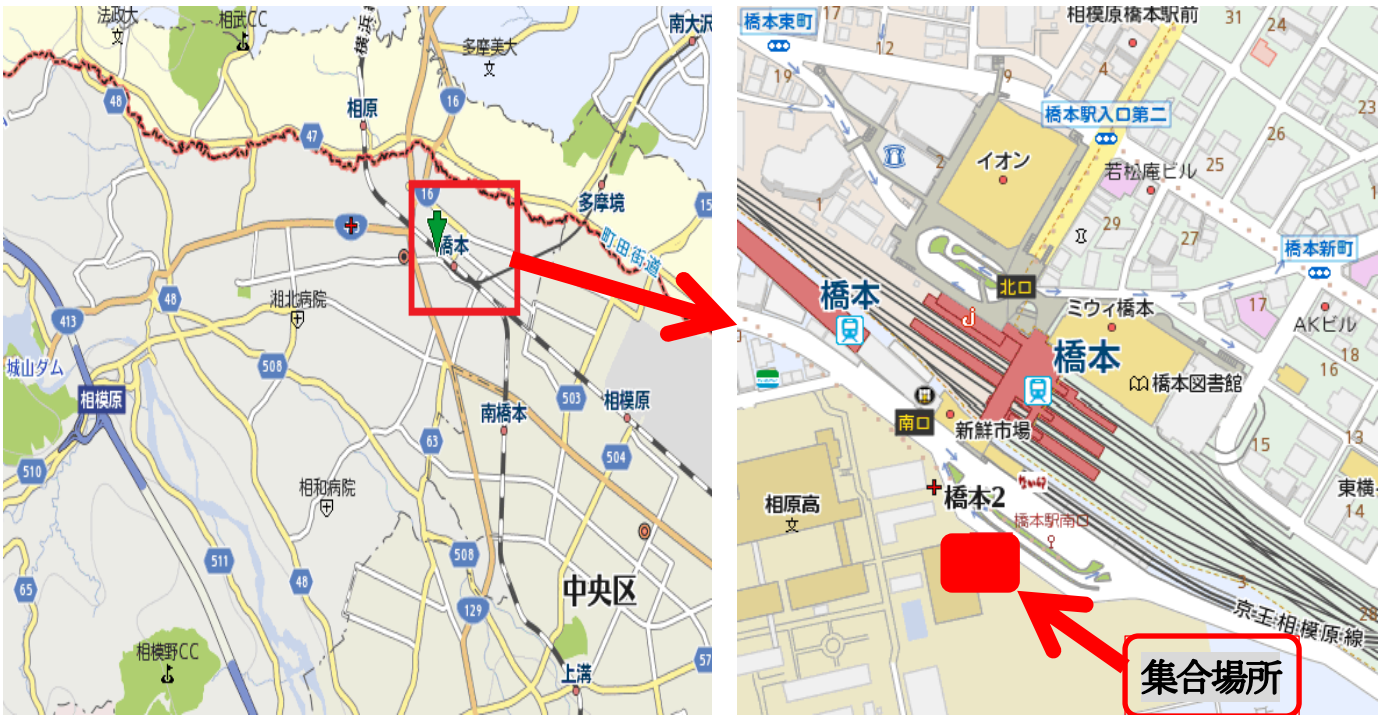 法政大
相武CC
横浜
南大沢
多摩美大
48
16
相原
47
16
多摩境
15
町田街道
橋本
48
湘北病院
413
城山ダム
508
相模原
503
相模原
南橋本
63
504
510
相和病院
511
508
48
65
中央区
129
相模野CC
上溝
57
橋本東町
相模原橋本駅前
31
24
12
19
9
4
橋本駅入口第二
23
26
2
イオン
若松庵ビル
25
1
29
27
橋本新町
北口
橋本
ミウィ橋本
17
AKビル
橋本
18
16
橋本図書館
南口
新鮮市場
15
13
相原高
橋本2
東横
14
橋本駅南口
3
28
京王相模原線
集合場所